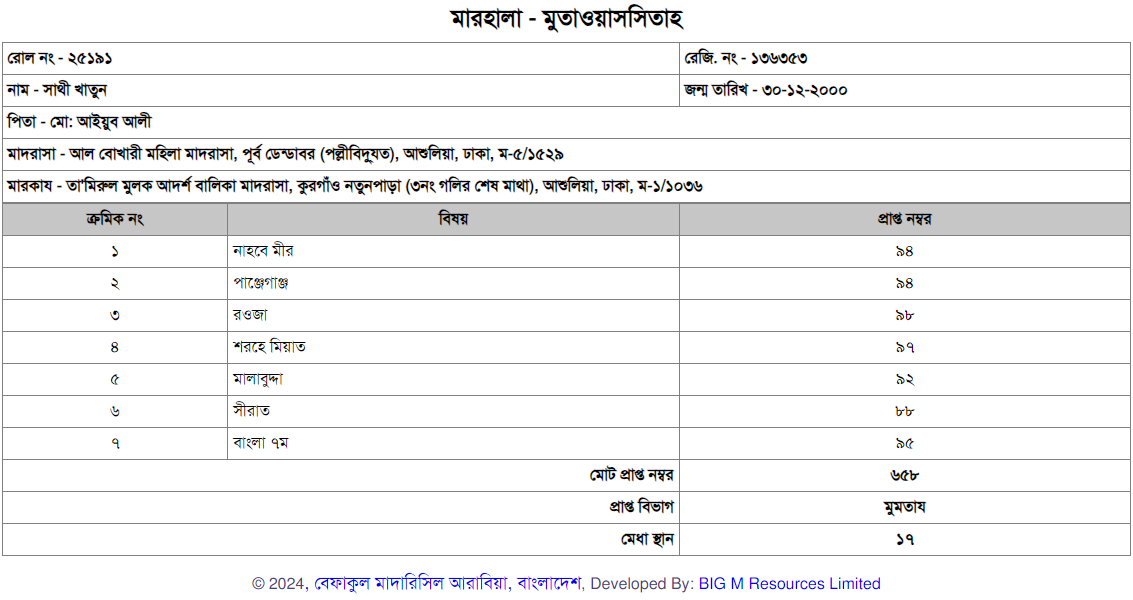 মারহালা - মুতাওয়াসসিতাহ
রোল নং - ২৫১৯১ রেজি. নং - ১৩৬৩৫৩
নাম - সাথী খাতুন জন্ম তারিখ - ৩০-১২-২০০০
পিতা - মো: আইয়ুব আলী
মাদরাসা - আল বোখারী মহিলা মাদরাসা, পূর্ব ডেন্ডাবর (পল্লীবিদুযত), আশুলিয়া, ঢাকা, ম-৫/১৫২৯
মারকায - তা'মিরুল মুলক আদর্শ বালিকা মাদরাসা, কুরগাঁও নতুনপাড়া (৩নং গলির শেষ মাথা), আশুলিয়া, ঢাকা, ম-১/১০৩৬
ক্রমিক নং বিষয় প্রাপ্ত নম্বর
১ নাহবে মীর ৯৪
২ পাঞ্জেগাঞ্জ ৯৪
৩ রওজা ৯৮
৪ শরহে মিয়াত ৯৭
৫ মালাবুদ্দা ৯২
৬ সীরাত ৮৮
৭ বাংলা ৭ম ৯৫
মোট প্রাপ্ত নম্বর ৬৫৮
প্রাপ্ত বিভাগ মুমতায
মেধা স্থান ১৭
© 2024, বেফাকুল মাদারিসিল আরাবিয়া, বাংলাদেশ, Developed By: BIG M Resources Limited